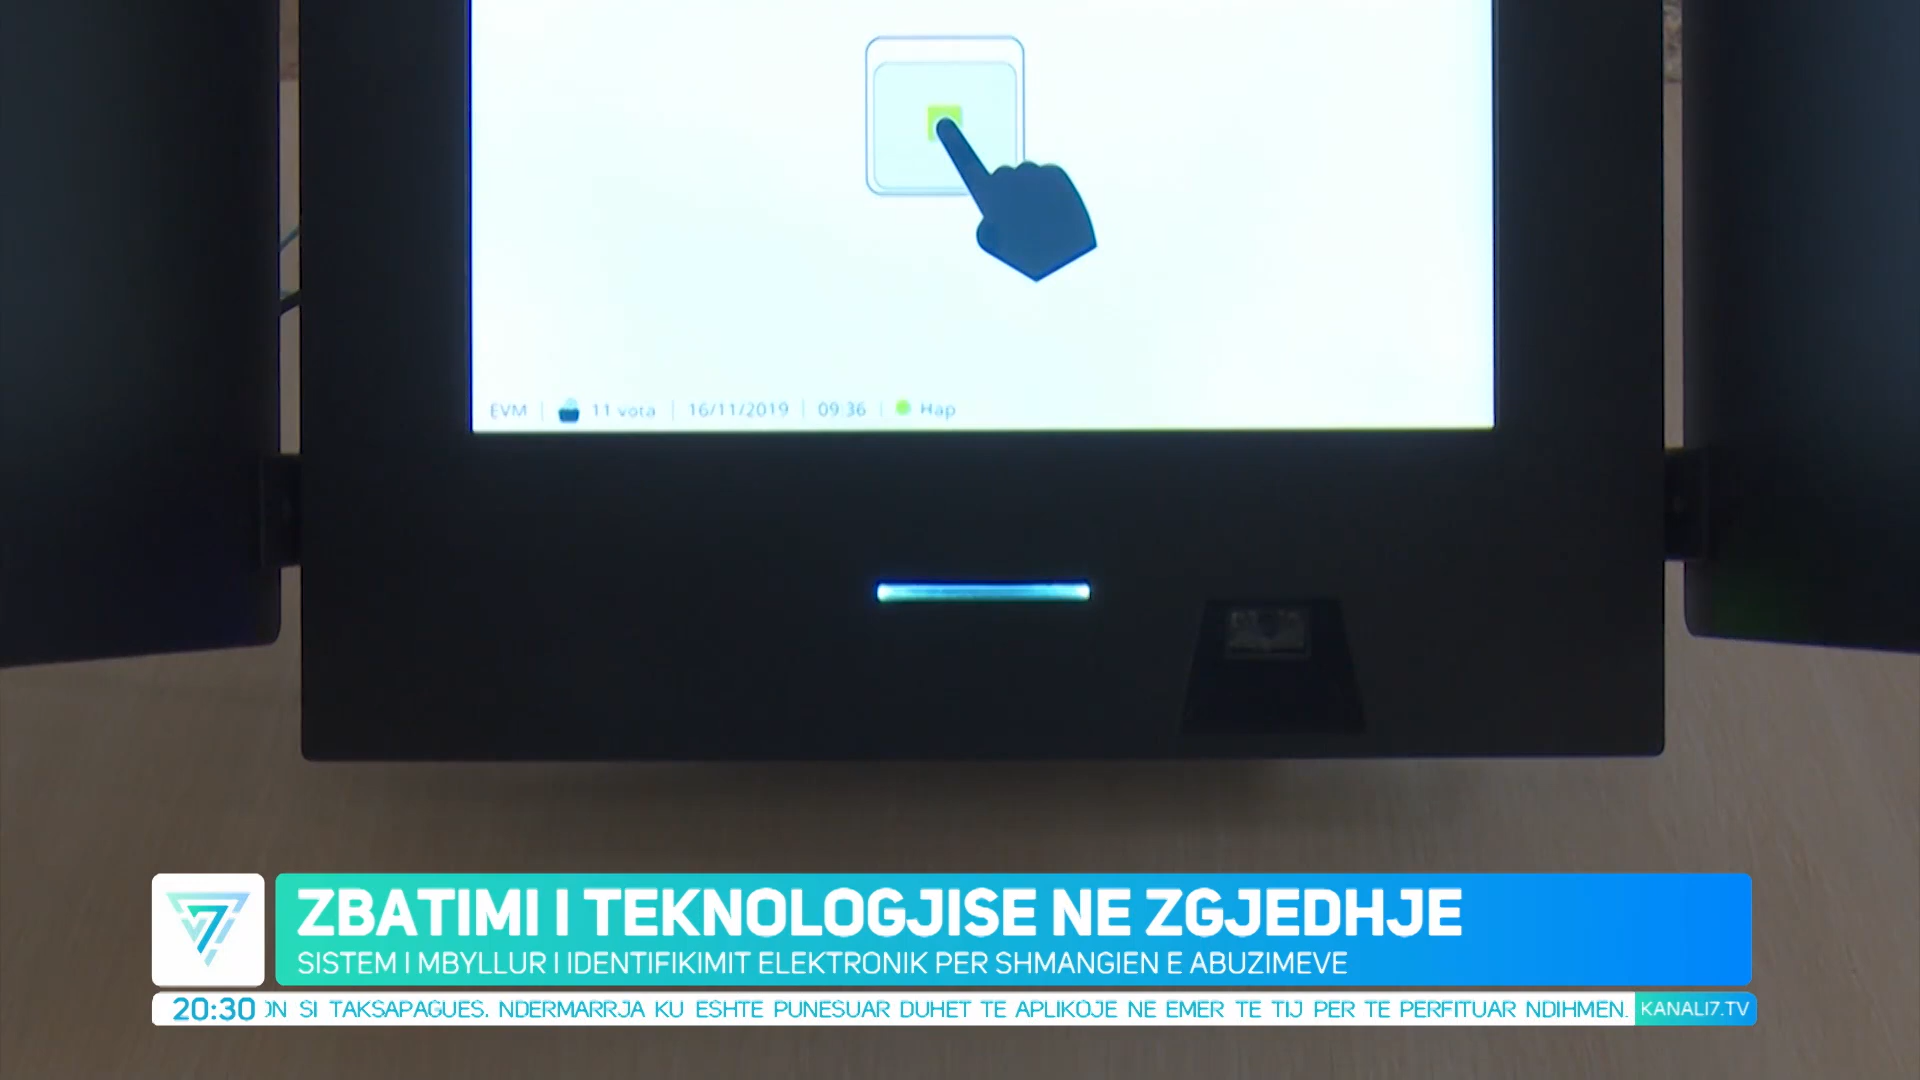 EVM | 11 vota | 16/11/2019 | 09:36 | Hap
ZBATIMI I TEKNOLOGJISE NE ZGJEDHJE
SISTEM I MBYLLUR I IDENTIFIKIMIT ELEKTRONIK PER SHMANGIEN E ABUZIMEVE
20:30 SI TAKSAPAGUES. NDERMARRJA KU ESHTE PUNESUAR DUHET TE APLIKOJE NE EMER TE TIJ PER TE PERFITUAR NDIHMEN. KANALI7.TV